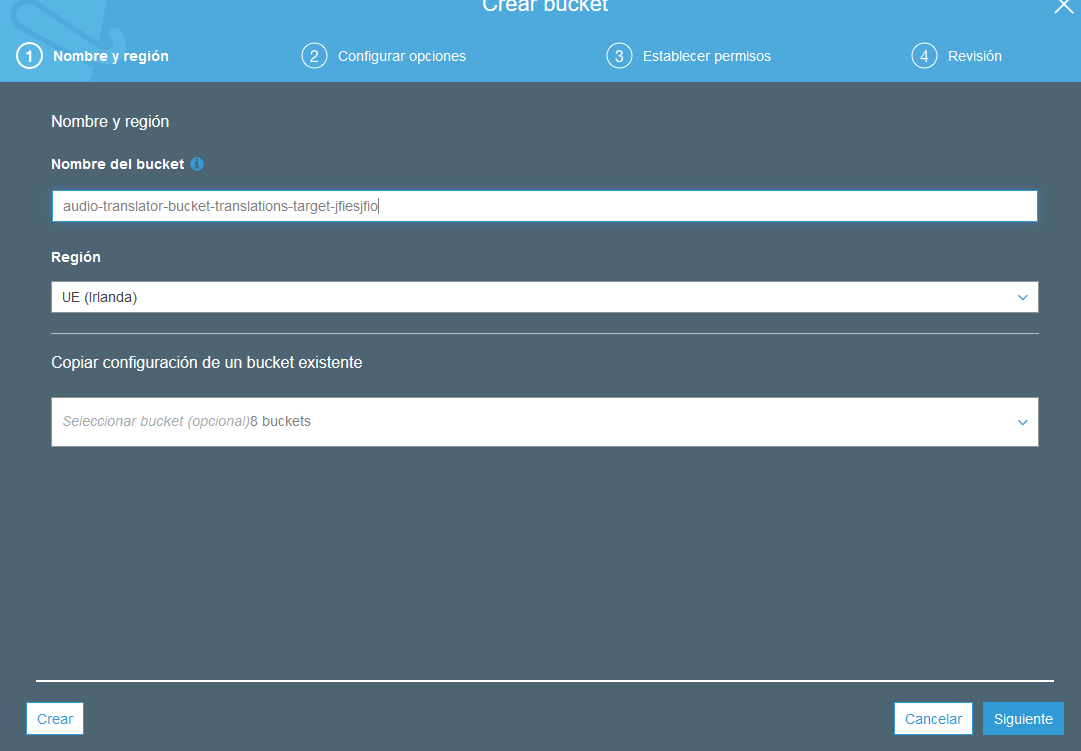 Crear bucket
1 Nombre y región
2 Configurar opciones
3 Establecer permisos
4 Revisión
Nombre y región
Nombre del bucket
audio-translator-bucket-translations-target-jfiesjfio
Región
UE (Irlanda)
Copiar configuración de un bucket existente
Seleccionar bucket (opcional)8 buckets
Crear
Cancelar
Siguiente